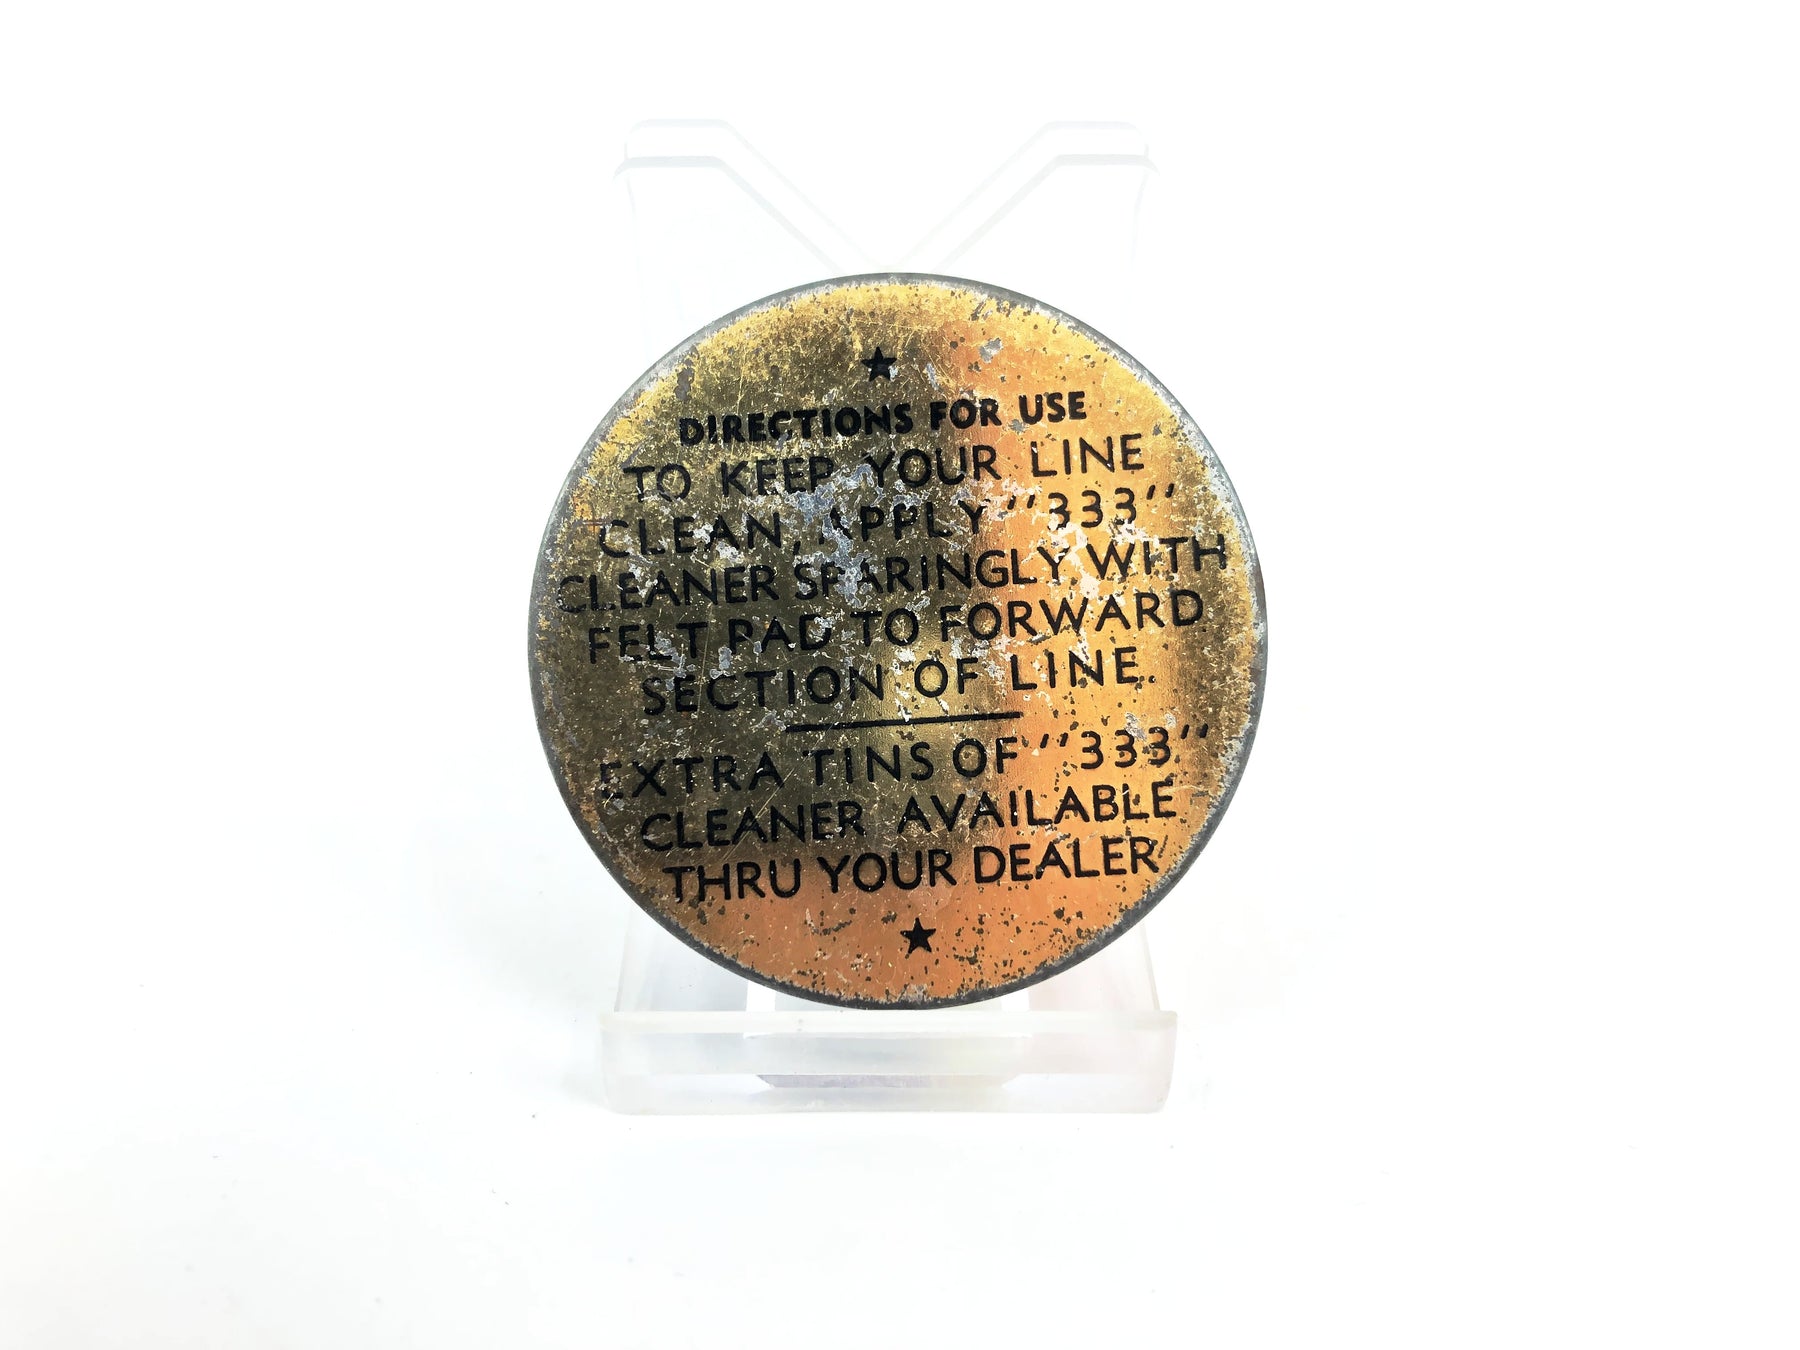 DIRECTIONS FOR USE
TO KEEP YOUR LINE
CLEAN, APPLY "333"
CLEANER SPARINGLY WITH
FELT PAD TO FORWARD
SECTION OF LINE.
EXTRA TINS OF "333"
CLEANER AVAILABLE
THRU YOUR DEALER